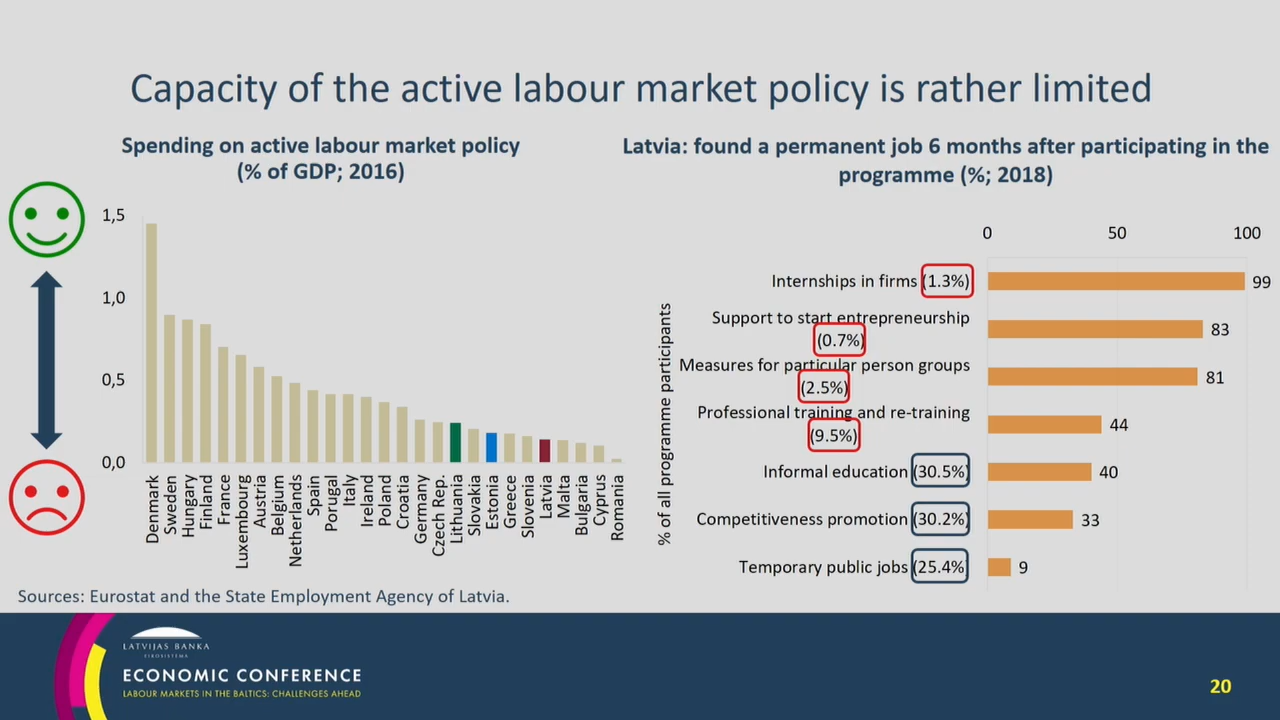 Capacity of the active labour market policy is rather limited
Spending on active labour market policy
(% of GDP; 2016)
1,5
1,0
0,5
0,0
Denmark
Sweden
Hungary
Finland
France
Luxembourg
Austria
Belgium
Netherlands
Spain
Porugal
Italy
Ireland
Poland
Croatia
Germany
Czech Rep.
Lithuania
Slovakia
Estonia
Greece
Slovenia
Latvia
Malta
Bulgaria
Cyprus
Romania
Latvia: found a permanent job 6 months after participating in the
programme (%; 2018)
0 50 100
% of all programme participants
Internships in firms (1.3%) 99
Support to start entrepreneurship
(0.7%) 83
Measures for particular person groups
(2.5%) 81
Professional training and re-training
(9.5%) 44
Informal education (30.5%) 40
Competitiveness promotion (30.2%) 33
Temporary public jobs (25.4% 9
Sources: Eurostat and the State Employment Agency of Latvia.
LATVIJAS BANKA
EIROSISTĒMA
ECONOMIC CONFERENCE
LABOUR MARKETS IN THE BALTICS: CHALLENGES AHEAD
20